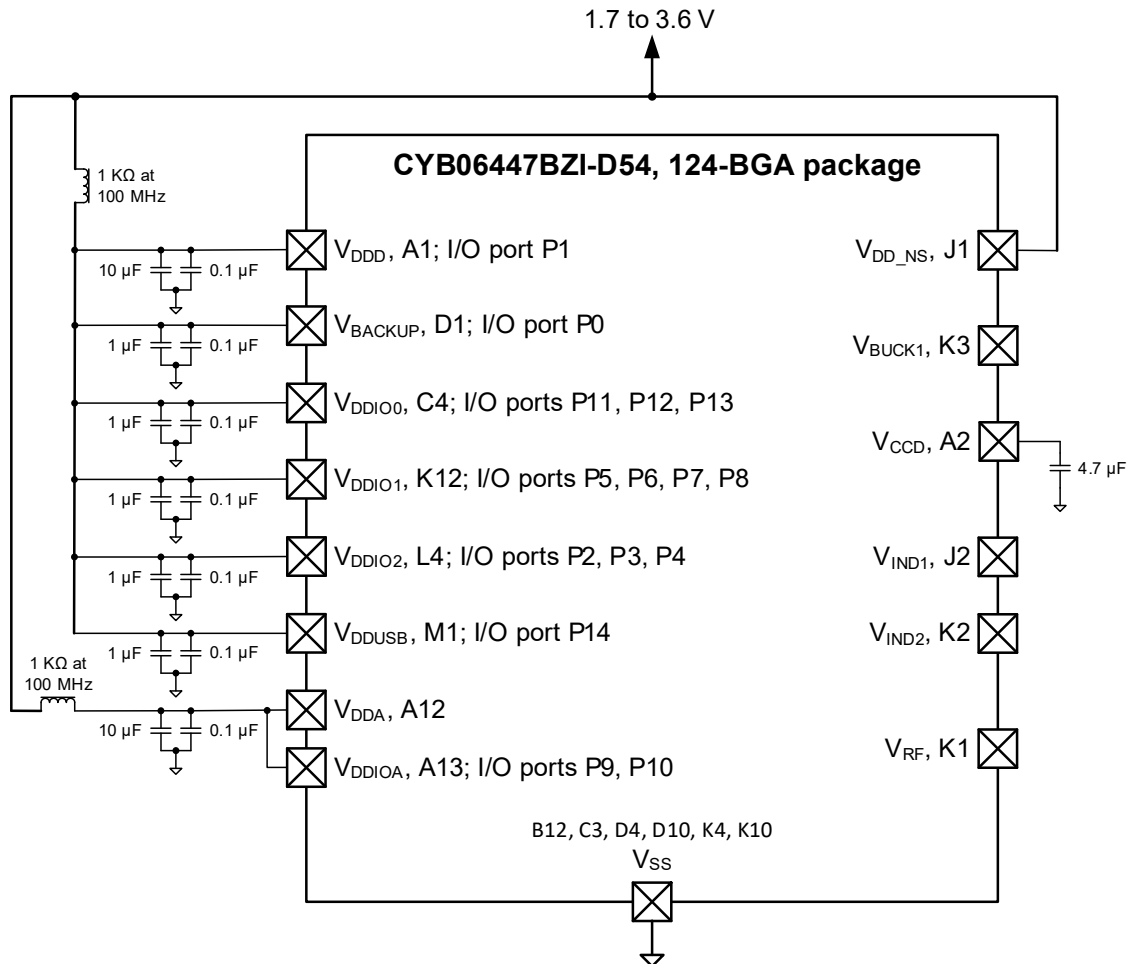 1.7 to 3.6 V
CYB06447BZI-D54, 124-BGA package
1 KΩ at
100 MHz
VDDD, A1; I/O port P1
VDD_NS, J1
10 µF
0.1 µF
VBACKUP, D1; I/O port P0
VBUCK1, K3
1 µF
0.1 µF
VDDIO0, C4; I/O ports P11, P12, P13
1 µF
0.1 µF
VCCD, A2
4.7 µF
VDDIO1, K12; I/O ports P5, P6, P7, P8
1 µF
0.1 µF
VDDIO2, L4; I/O ports P2, P3, P4
VIND1, J2
1 µF
0.1 µF
VDDUSB, M1; I/O port P14
VIND2, K2
1 µF
0.1 µF
1 KΩ at
100 MHz
VDDA, A12
10 µF
0.1 µF
VDDIOA, A13; I/O ports P9, P10
VRF, K1
B12, C3, D4, D10, K4, K10
VSS